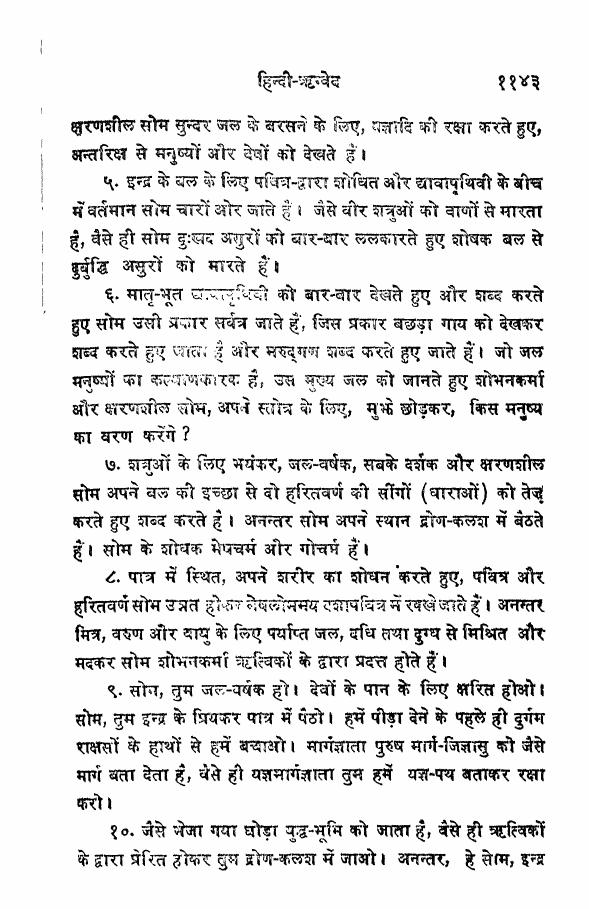 हिन्दी-ऋग्वेद ११४३
क्षरणशील सोम सुन्दर जल के बरसने के लिए, यज्ञादि की रक्षा करते हुए,
अन्तरिक्ष से मनुष्यों और देवों को देखते हैं।
५. इन्द्र के बल के लिए पवित्र-द्वारा शोधित और द्यावापृथिवी के बीच
में वर्तमान सोम चारों ओर जाते हैं। जैसे वीर शत्रुओं को वाणों से मारता
है, वैसे ही सोम दुःखद असुरों को बार-बार ललकारते हुए शोषक बल से
दुर्बुद्धि असुरों को मारते हैं।
६. मातृ-भूत द्यावापृथिवी को बार-बार देखते हुए और शब्द करते
हुए सोम उसी प्रकार सर्वत्र जाते हैं, जिस प्रकार बछड़ा गाय को देखकर
शब्द करते हुए जाता है और मरुद्गण शब्द करते हुए जाते हैं। जो जल
मनुष्यों का कल्याणकारक है, उस मुख्य जल को जानते हुए शोभनकर्मा
और क्षरणशील सोम, अपने स्तोत्र के लिए, मुझे छोड़कर, किस मनुष्य
का वरण करेंगे ?
७. शत्रुओं के लिए भयंकर, जल-वर्षक, सबके दर्शक और क्षरणशील
सोम अपने बल की इच्छा से दो हरितवर्ण की सींगों (धाराओं) को तेज
करते हुए शब्द करते हैं। अनन्तर सोम अपने स्थान द्रोण-कलश में बैठते
हैं। सोम के शोधक मेषचर्म और गोचर्म हैं।
८. पात्र में स्थित, अपने शरीर का शोधन करते हुए, पवित्र और
हरितवर्ण सोम उन्नत होकर मेषलोममय दशापवित्र में रक्खे जाते हैं। अनन्तर
मित्र, वरुण और वायु के लिए पर्याप्त जल, दधि तथा दुग्ध से मिश्रित और
मदकर सोम शोभनकर्मा ऋत्विकों के द्वारा प्रदत्त होते हैं।
९. सोम, तुम जल-वर्षक हो। देवों के पान के लिए क्षरित होओ।
सोम, तुम इन्द्र के प्रियकर पात्र में पैठो। हमें पीड़ा देने के पहले ही दुर्गम
राक्षसों के हाथों से हमें बचाओ। मार्गज्ञाता पुरुष मार्ग-जिज्ञासु को जैसे
मार्ग बता देता है, वैसे ही यज्ञमार्गज्ञाता तुम हमें यज्ञ-पथ बताकर रक्षा
करो।
१०. जैसे भेजा गया घोड़ा युद्ध-भूमि को जाता है, वैसे ही ऋत्विकों
के द्वारा प्रेरित होकर तुम द्रोण-कलश में जाओ। अनन्तर, हे सोम, इन्द्र